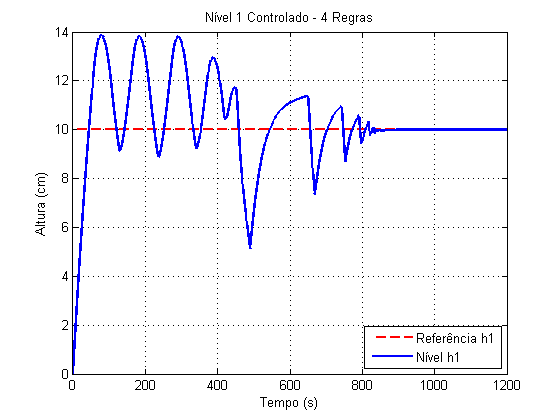 Nível 1 Controlado - 4 Regras
14
12
10
8
6
4
2
0
Altura (cm)
0 200 400 600 800 1000 1200
Tempo (s)
Referência h1
Nível h1